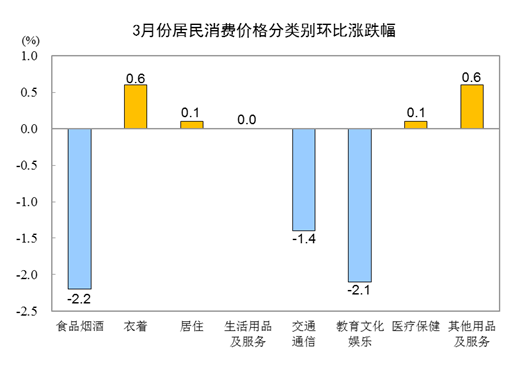 3月份居民消费价格分类别环比涨跌幅
(%)
1.0
0.5
0.0
-0.5
-1.0
-1.5
-2.0
-2.5
-2.2
0.6
0.1
0.0
-1.4
-2.1
0.1
0.6
食品烟酒
衣着
居住
生活用品
及服务
交通
通信
教育文化
娱乐
医疗保健
其他用品
及服务